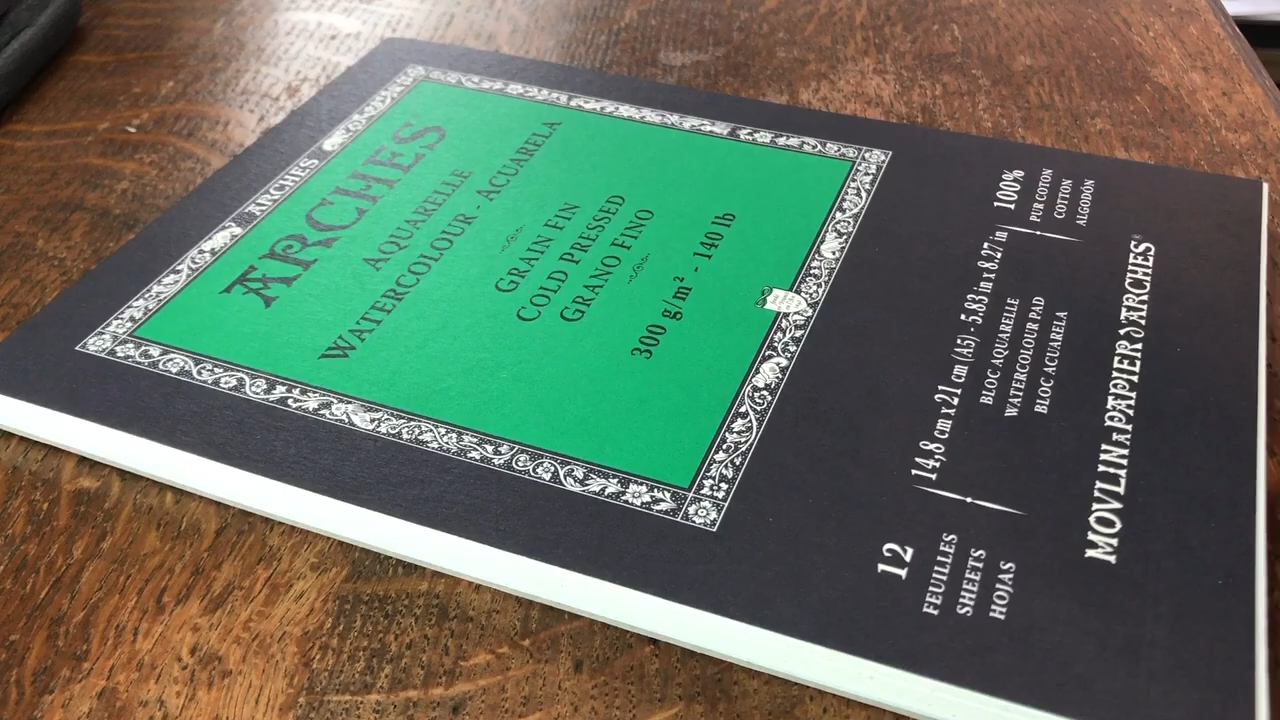 ARCHES
ARCHES
AQUARELLE
WATERCOLOUR - ACUARELA
GRAIN FIN
COLD PRESSED
GRANO FINO
300 g/m² - 140 lb
12
FEUILLES
SHEETS
HOJAS
14,8 cm x 21 cm (A5) - 5.83 in x 8.27 in
BLOC AQUARELLE
WATERCOLOUR PAD
BLOC ACUARELA
100%
PUR COTON
COTTON
ALGODÓN
MOVLIN A PAPIER D'ARCHES®